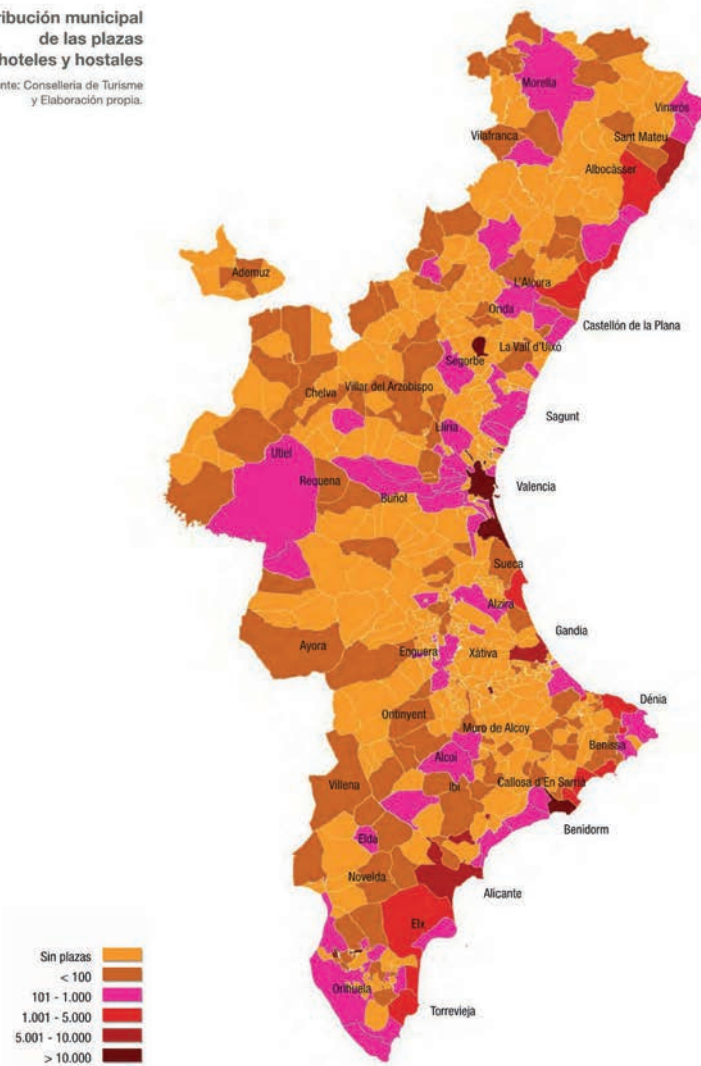 ribución municipal
de las plazas
hoteles y hostales
nte: Conselleria de Turisme
y Elaboración propia.
Morella
Vinaròs
Vilafranca
Sant Mateu
Albocàsser
Ademuz
L'Alcora
Onda
Castellón de la Plana
La Vall d'Uixó
Segorbe
Chelva
Villar del Arzobispo
Llíria
Sagunt
Utiel
Requena
Buñol
Valencia
Sueca
Alzira
Gandia
Ayora
Enguera
Xàtiva
Dénia
Ontinyent
Muro de Alcoy
Benissa
Alcoi
Villena
Ibi
Callosa d'En Sarrià
Benidorm
Elda
Novelda
Alicante
Elx
Orihuela
Torrevieja
Sin plazas
< 100
101 - 1.000
1.001 - 5.000
5.001 - 10.000
> 10.000